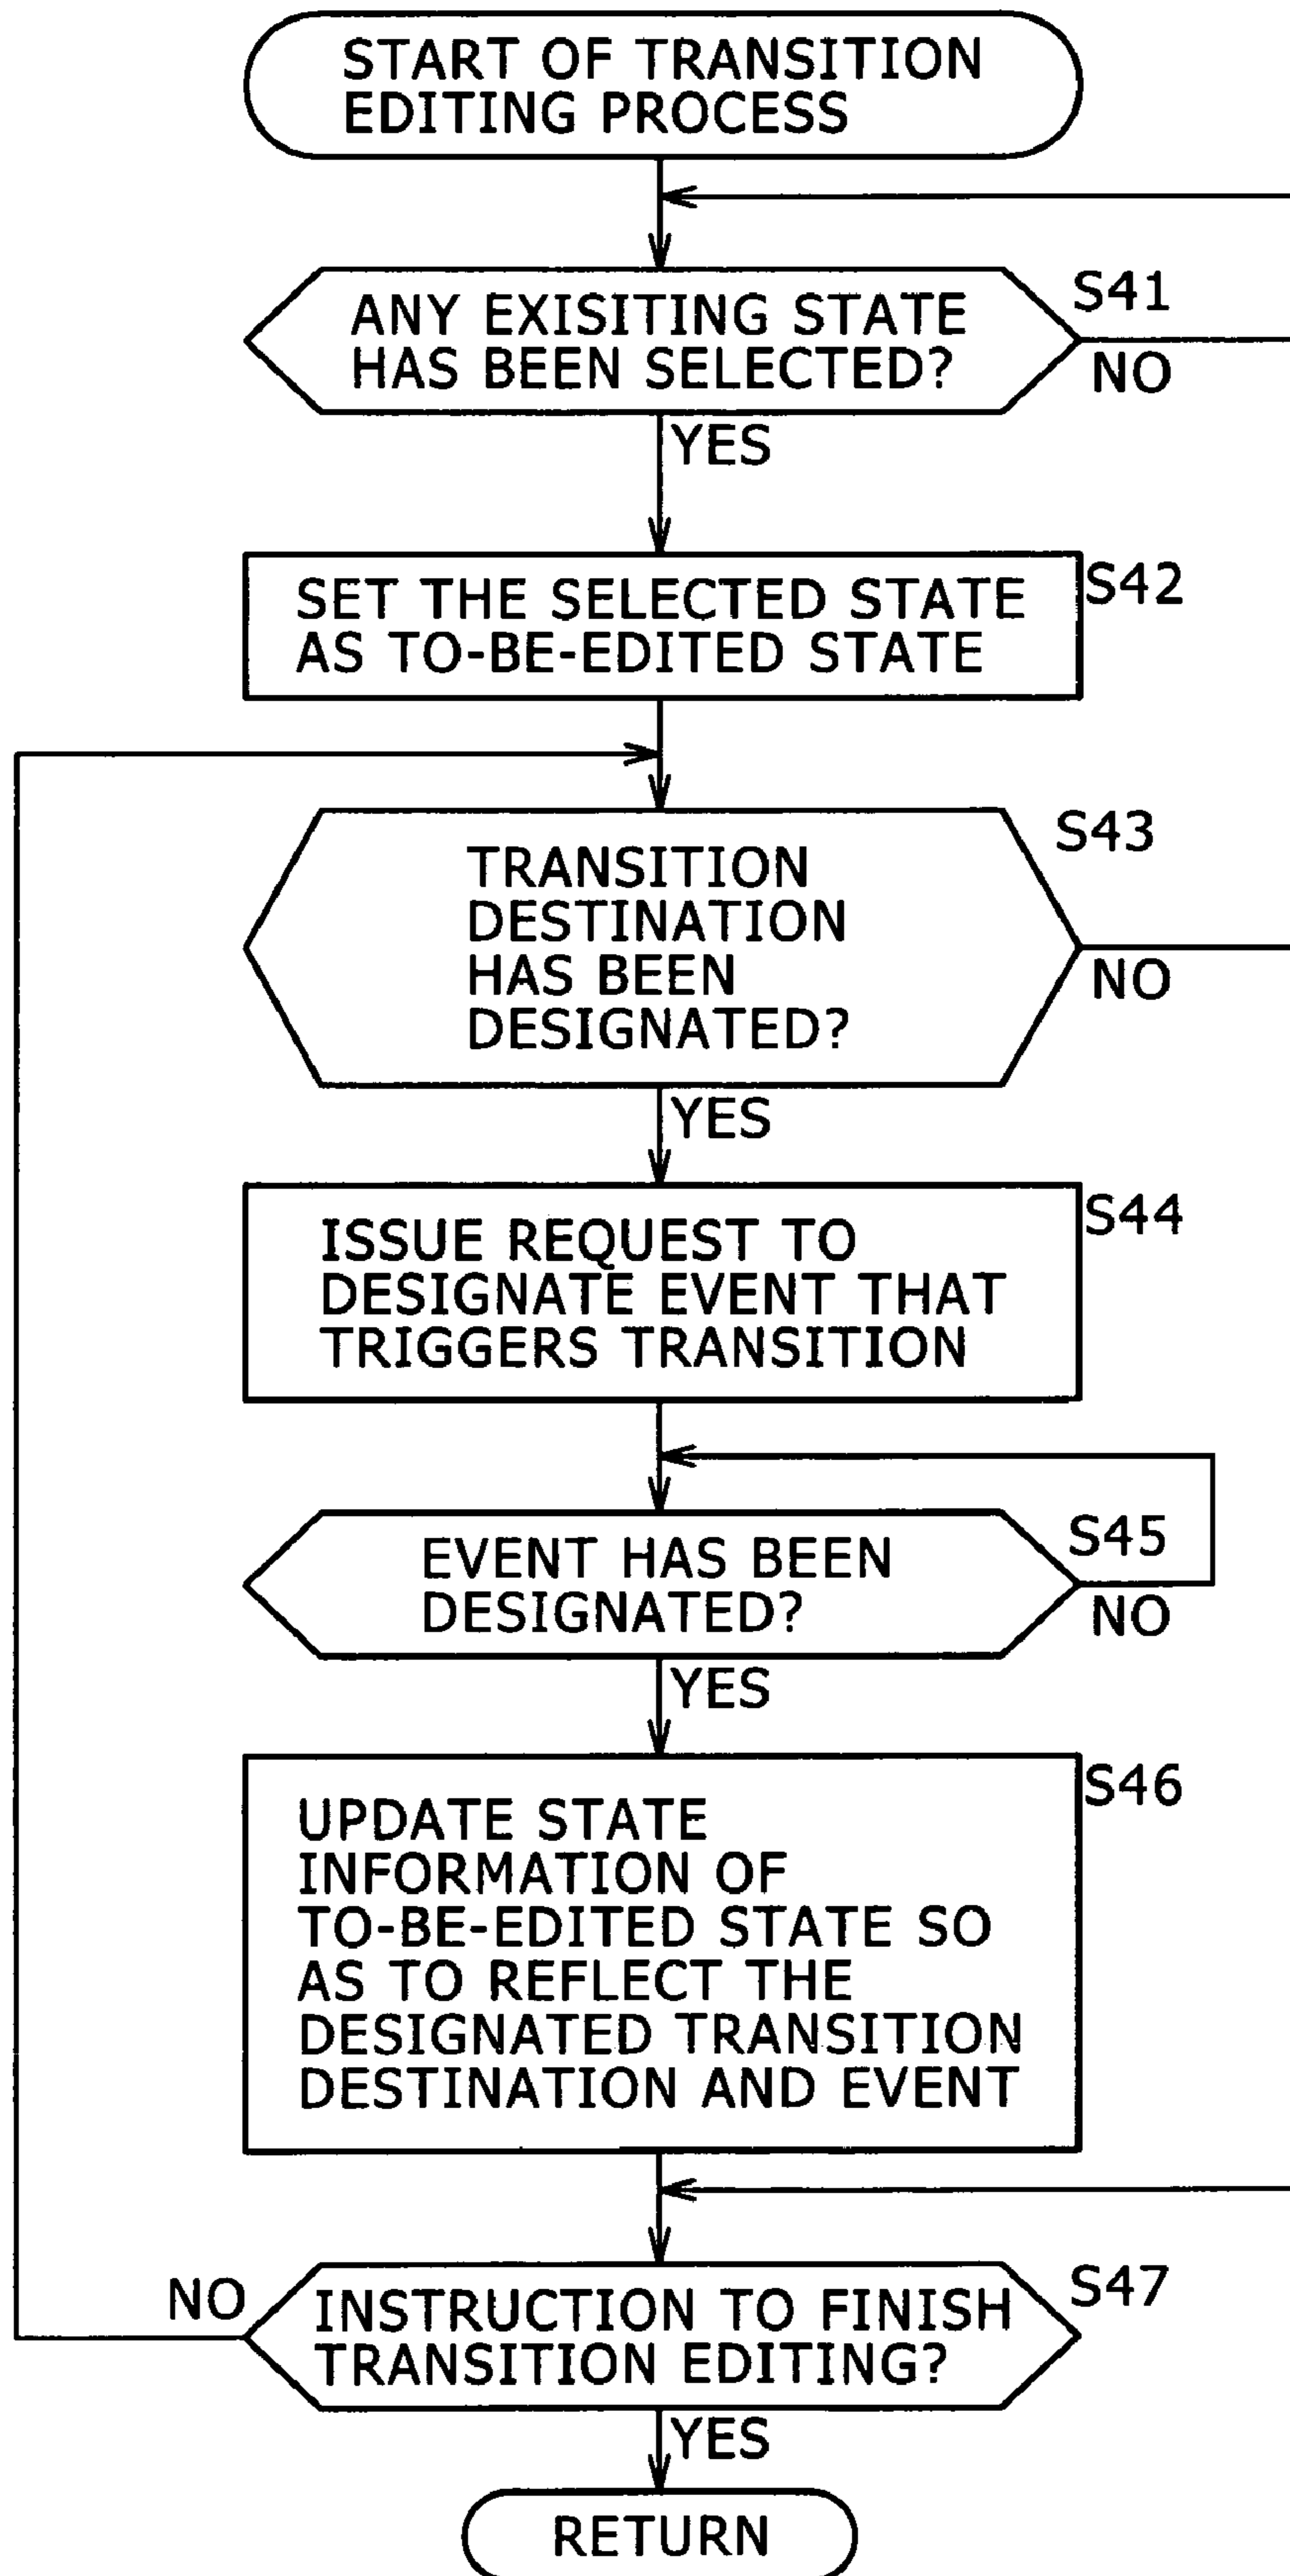 START OF TRANSITION
EDITING PROCESS
ANY EXISITING STATE
HAS BEEN SELECTED?
S41
NO
YES
SET THE SELECTED STATE
AS TO-BE-EDITED STATE
S42
TRANSITION
DESTINATION
HAS BEEN
DESIGNATED?
S43
NO
YES
ISSUE REQUEST TO
DESIGNATE EVENT THAT
TRIGGERS TRANSITION
S44
EVENT HAS BEEN
DESIGNATED?
S45
NO
YES
UPDATE STATE
INFORMATION OF
TO-BE-EDITED STATE SO
AS TO REFLECT THE
DESIGNATED TRANSITION
DESTINATION AND EVENT
S46
NO
INSTRUCTION TO FINISH
TRANSITION EDITING?
S47
YES
RETURN